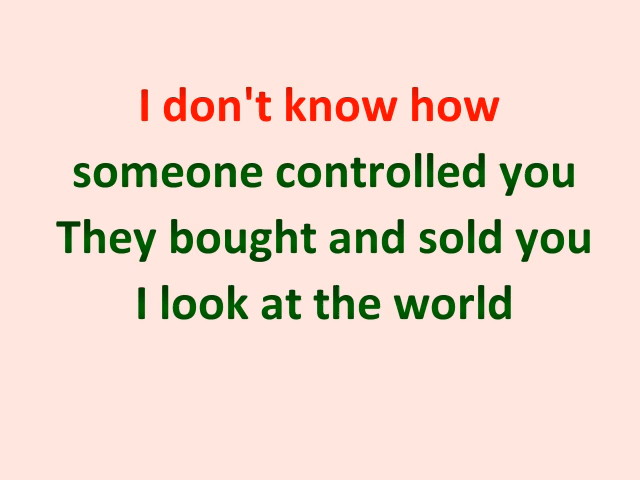 I don't know how
someone controlled you
They bought and sold you
I look at the world